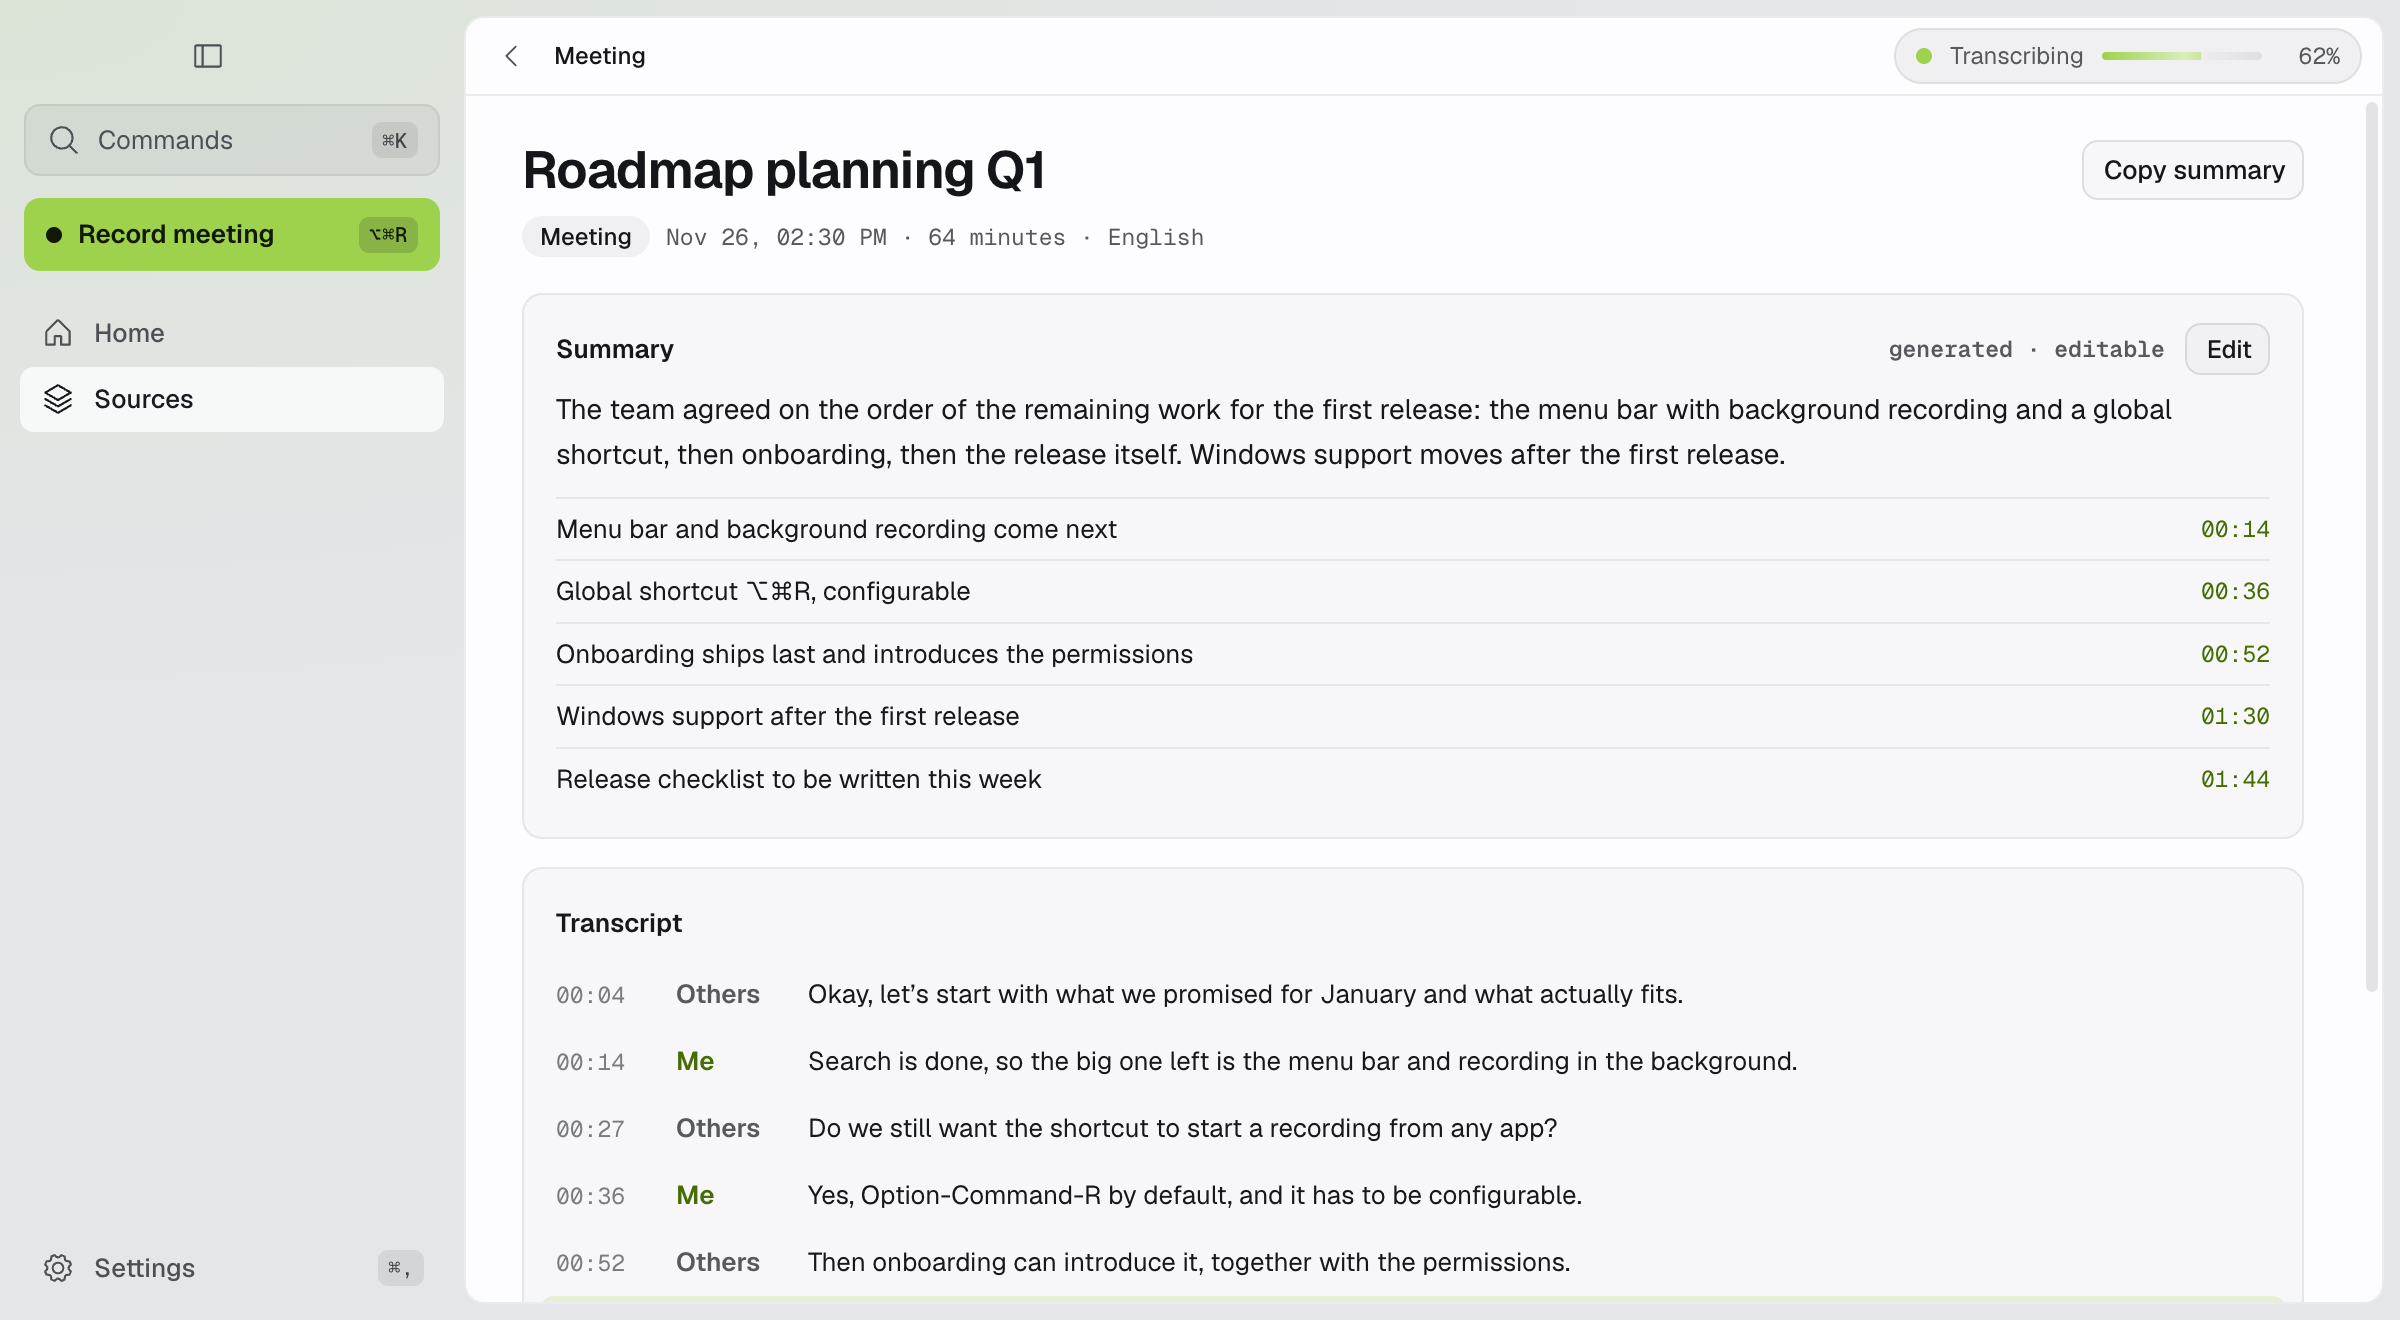 Commands ⌘K
Record meeting ⌥⌘R
Home
Sources
Settings ⌘,
Meeting
Transcribing 62%
Roadmap planning Q1
Copy summary
Meeting Nov 26, 02:30 PM · 64 minutes · English
Summary generated · editable Edit
The team agreed on the order of the remaining work for the first release: the menu bar with background recording and a global
shortcut, then onboarding, then the release itself. Windows support moves after the first release.
Menu bar and background recording come next 00:14
Global shortcut ⌥⌘R, configurable 00:36
Onboarding ships last and introduces the permissions 00:52
Windows support after the first release 01:30
Release checklist to be written this week 01:44
Transcript
00:04 Others Okay, let’s start with what we promised for January and what actually fits.
00:14 Me Search is done, so the big one left is the menu bar and recording in the background.
00:27 Others Do we still want the shortcut to start a recording from any app?
00:36 Me Yes, Option-Command-R by default, and it has to be configurable.
00:52 Others Then onboarding can introduce it, together with the permissions.